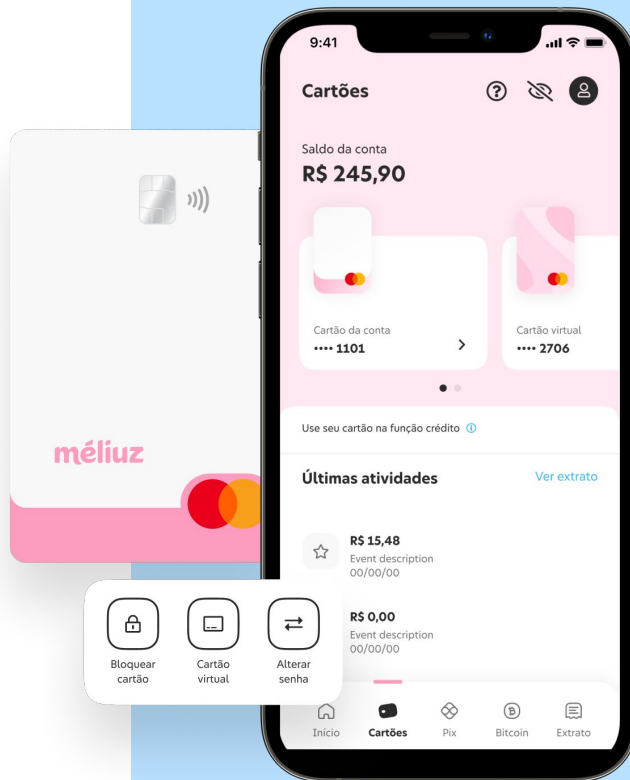 9:41
Cartões
Saldo da conta
R$ 245,90
Cartão da conta
•••• 1101
Cartão virtual
•••• 2706
Use seu cartão na função crédito
Últimas atividades
Ver extrato
R$ 15,48
Event description
00/00/00
R$ 0,00
Event description
00/00/00
Início
Cartões
Pix
Bitcoin
Extrato
méliuz
Bloquear
cartão
Cartão
virtual
Alterar
senha